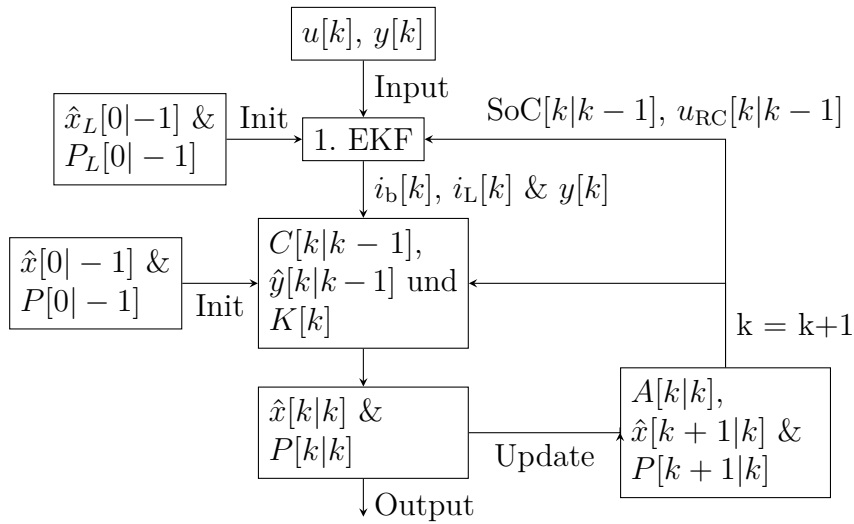 u[k], y[k]
Input
x̂_L[0|−1] &
P_L[0| − 1]
Init
1. EKF
SoC[k|k − 1], u_RC[k|k − 1]
i_b[k], i_L[k] & y[k]
x̂[0| − 1] &
P[0| − 1]
Init
C[k|k − 1],
ŷ[k|k − 1] und
K[k]
k = k+1
x̂[k|k] &
P[k|k]
Update
A[k|k],
x̂[k + 1|k] &
P[k + 1|k]
Output